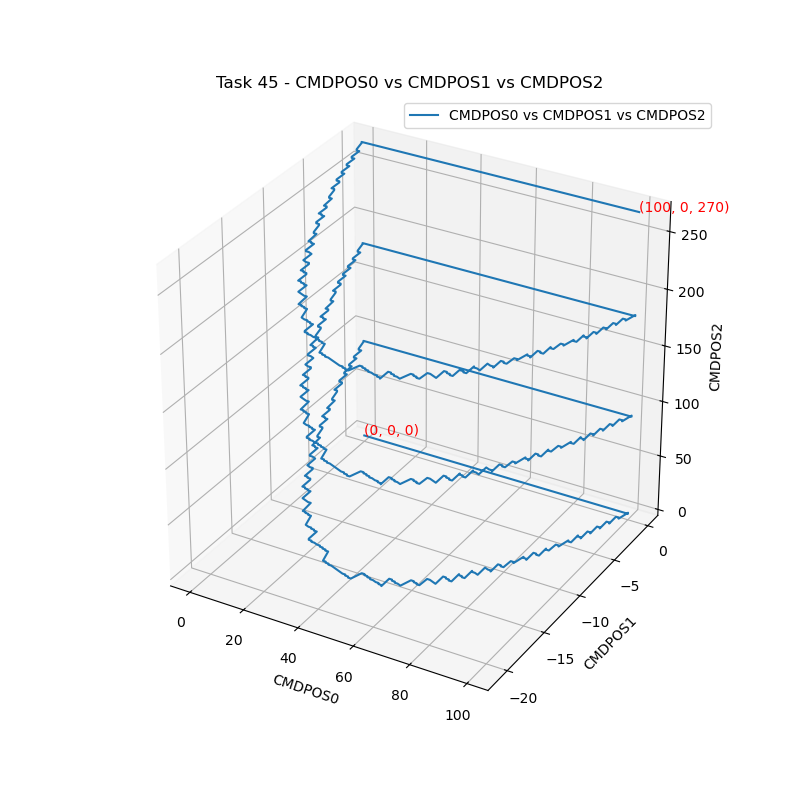 Task 45 - CMDPOS0 vs CMDPOS1 vs CMDPOS2
CMDPOS0 vs CMDPOS1 vs CMDPOS2
(100, 0, 270)
(0, 0, 0)
250
200
150
100
50
0
CMDPOS2
0
−5
−10
−15
−20
CMDPOS1
0
20
40
60
80
100
CMDPOS0